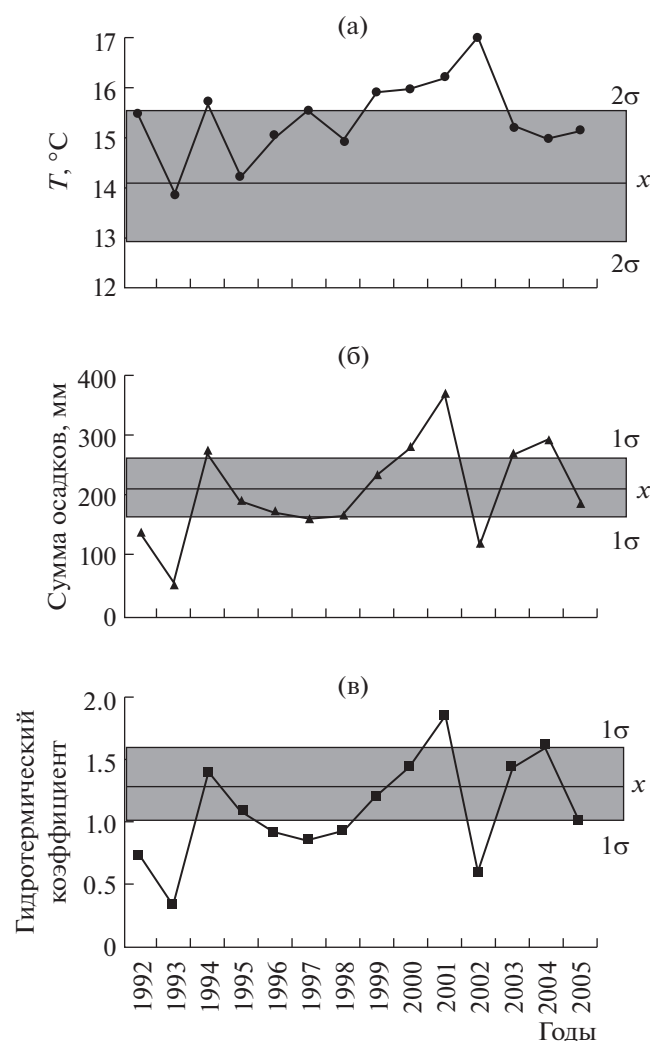 (а)
17
16
15
14
13
12
T, °C
2σ
x
2σ
(б)
400
300
200
100
0
Сумма осадков, мм
1σ
x
1σ
(в)
2.0
1.5
1.0
0.5
0
Гидротермический
коэффициент
1σ
x
1σ
1992
1993
1994
1995
1996
1997
1998
1999
2000
2001
2002
2003
2004
2005
Годы